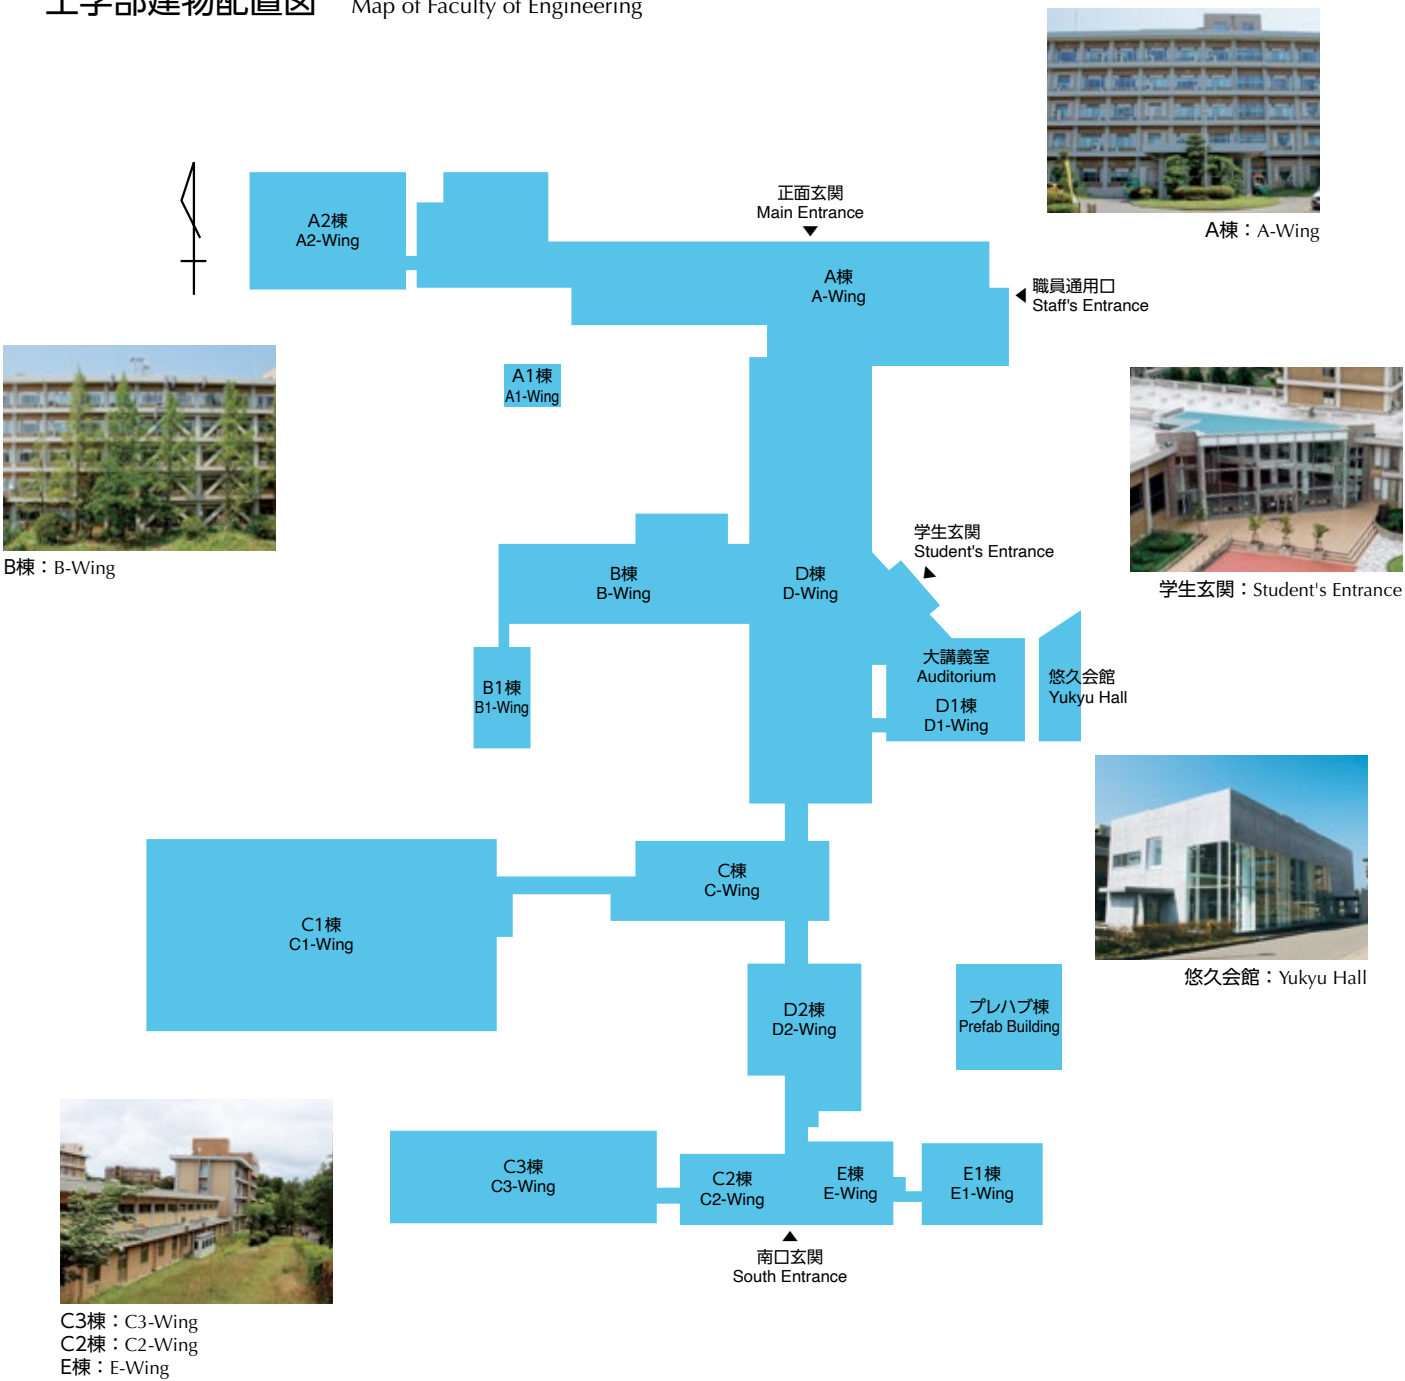 工学部建物配置図 Map of Faculty of Engineering
A棟：A-Wing
正面玄関
Main Entrance
A2棟
A2-Wing
A棟
A-Wing
職員通用口
Staff's Entrance
A1棟
A1-Wing
B棟：B-Wing
学生玄関
Student's Entrance
学生玄関：Student's Entrance
B棟
B-Wing
D棟
D-Wing
大講義室
Auditorium
D1棟
D1-Wing
悠久会館
Yukyu Hall
B1棟
B1-Wing
悠久会館：Yukyu Hall
C棟
C-Wing
C1棟
C1-Wing
D2棟
D2-Wing
プレハブ棟
Prefab Building
C3棟
C3-Wing
C2棟
C2-Wing
E棟
E-Wing
E1棟
E1-Wing
南口玄関
South Entrance
C3棟：C3-Wing
C2棟：C2-Wing
E棟：E-Wing